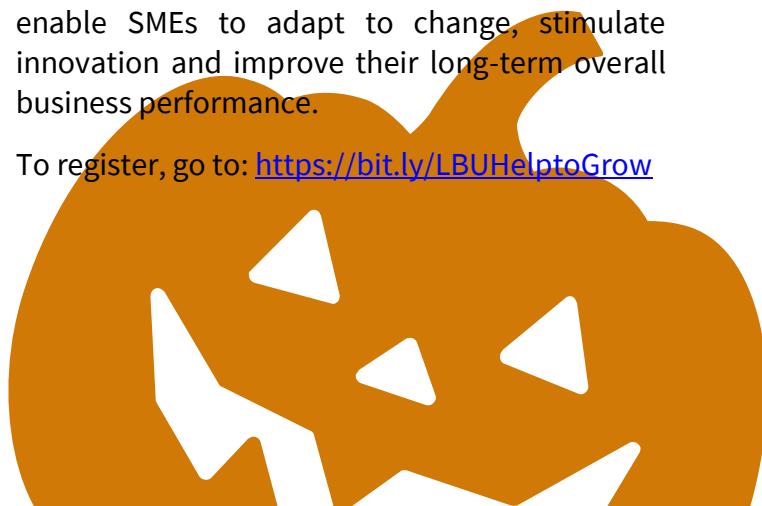 enable SMEs to adapt to change, stimulate
innovation and improve their long-term overall
business performance.
To register, go to: https://bit.ly/LBUHelptoGrow